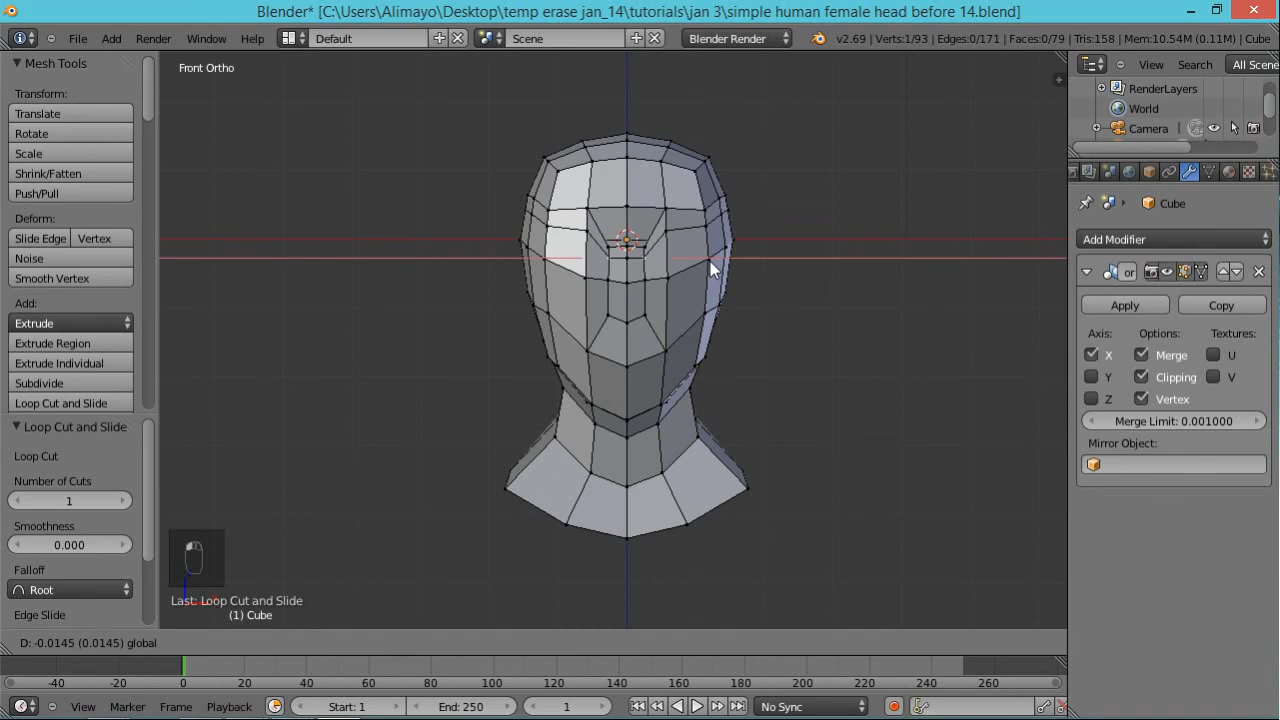 Blender* [C:\Users\Alimayo\Desktop\temp erase jan_14\tutorials\jan 3\simple human female head before 14.blend]
File Add Render Window Help Default Scene Blender Render v2.69 | Verts:1/93 | Edges:0/171 | Faces:0/79 | Tris:158 | Mem:10.54M (0.11M) | Cube
Mesh Tools
Transform:
Translate
Rotate
Scale
Shrink/Fatten
Push/Pull
Deform:
Slide Edge Vertex
Noise
Smooth Vertex
Add:
Extrude
Extrude Region
Extrude Individual
Subdivide
Loop Cut and Slide
Loop Cut and Slide
Loop Cut
Number of Cuts
1
Smoothness
0.000
Falloff
Root
Edge Slide
Front Ortho
Last: Loop Cut and Slide
(1) Cube
D: -0.0145 (0.0145) global
View Search All Scene
RenderLayers
World
Camera
Cube
Add Modifier
or
Apply Copy
Axis: Options: Textures:
X Merge U
Y Clipping V
Z Vertex
Merge Limit: 0.001000
Mirror Object:
-40 -20 0 20 40 60 80 100 120 140 160 180 200 220 240 260
View Marker Frame Playback Start: 1 End: 250 1 No Sync